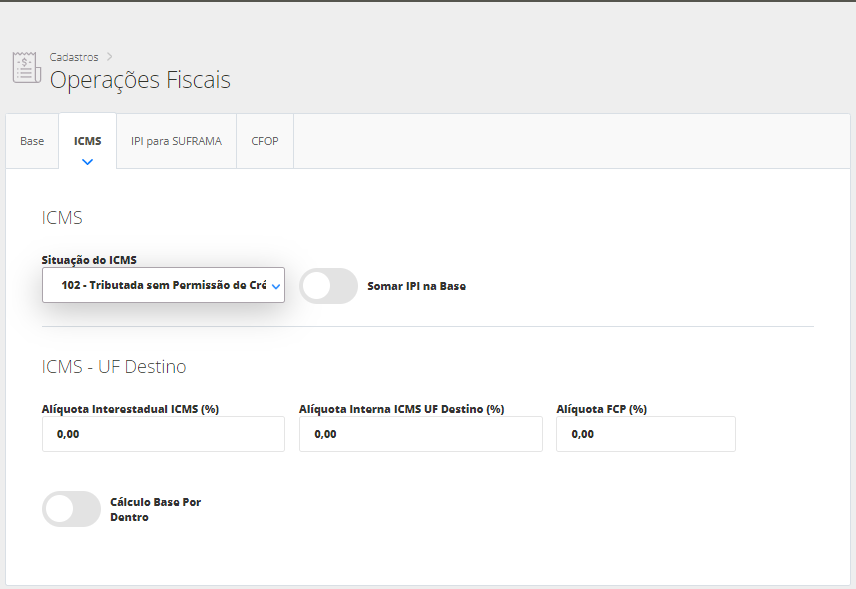 Cadastros
Operações Fiscais
Base
ICMS
IPI para SUFRAMA
CFOP
ICMS
Situação do ICMS
102 - Tributada sem Permissão de Cré
Somar IPI na Base
ICMS - UF Destino
Alíquota Interestadual ICMS (%)
Alíquota Interna ICMS UF Destino (%)
Alíquota FCP (%)
0,00
0,00
0,00
Cálculo Base Por
Dentro